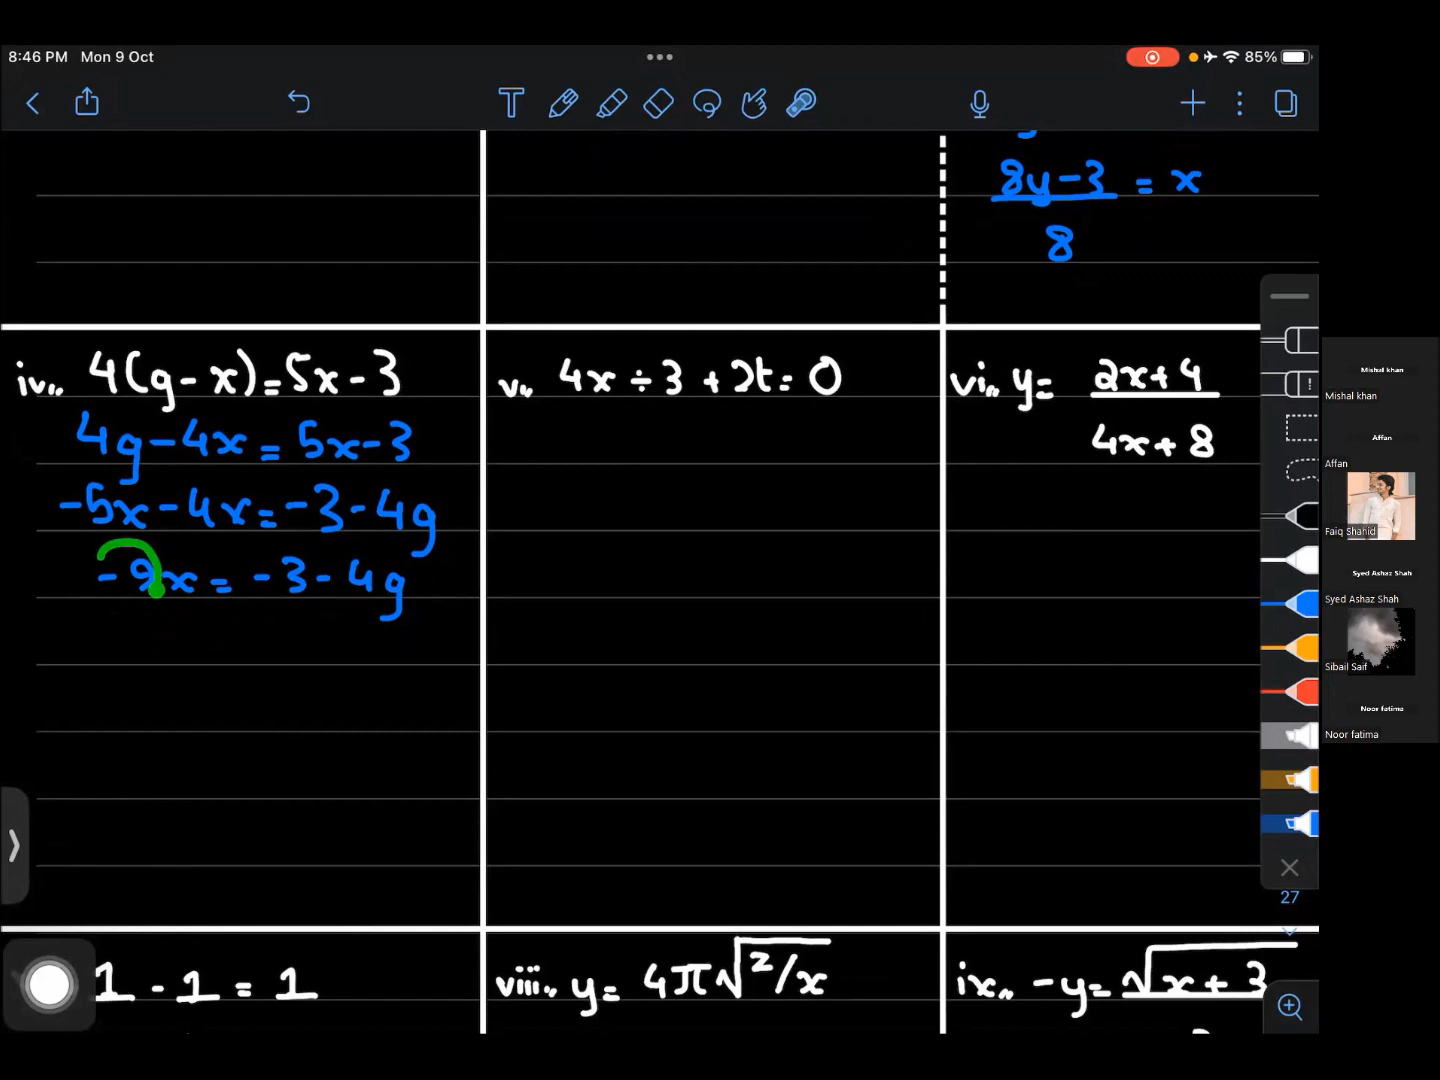 8:46 PM Mon 9 Oct
85%
T
8y-3 = x
8
iv.. 4(g-x)=5x-3
4g-4x=5x-3
-5x-4x=-3-4g
-9x=-3-4g
v.. 4x÷3+2t=0
vi.. y= 2x+4
4x+8
Mishal khan
Mishal khan
Affan
Affan
Faiq Shahid
Syed Ashaz Shah
Syed Ashaz Shah
Sibail Saif
Noor fatima
Noor fatima
27
1 - 1 = 1
viii.. y= 4π√2/x
ix.. -y= √x+3